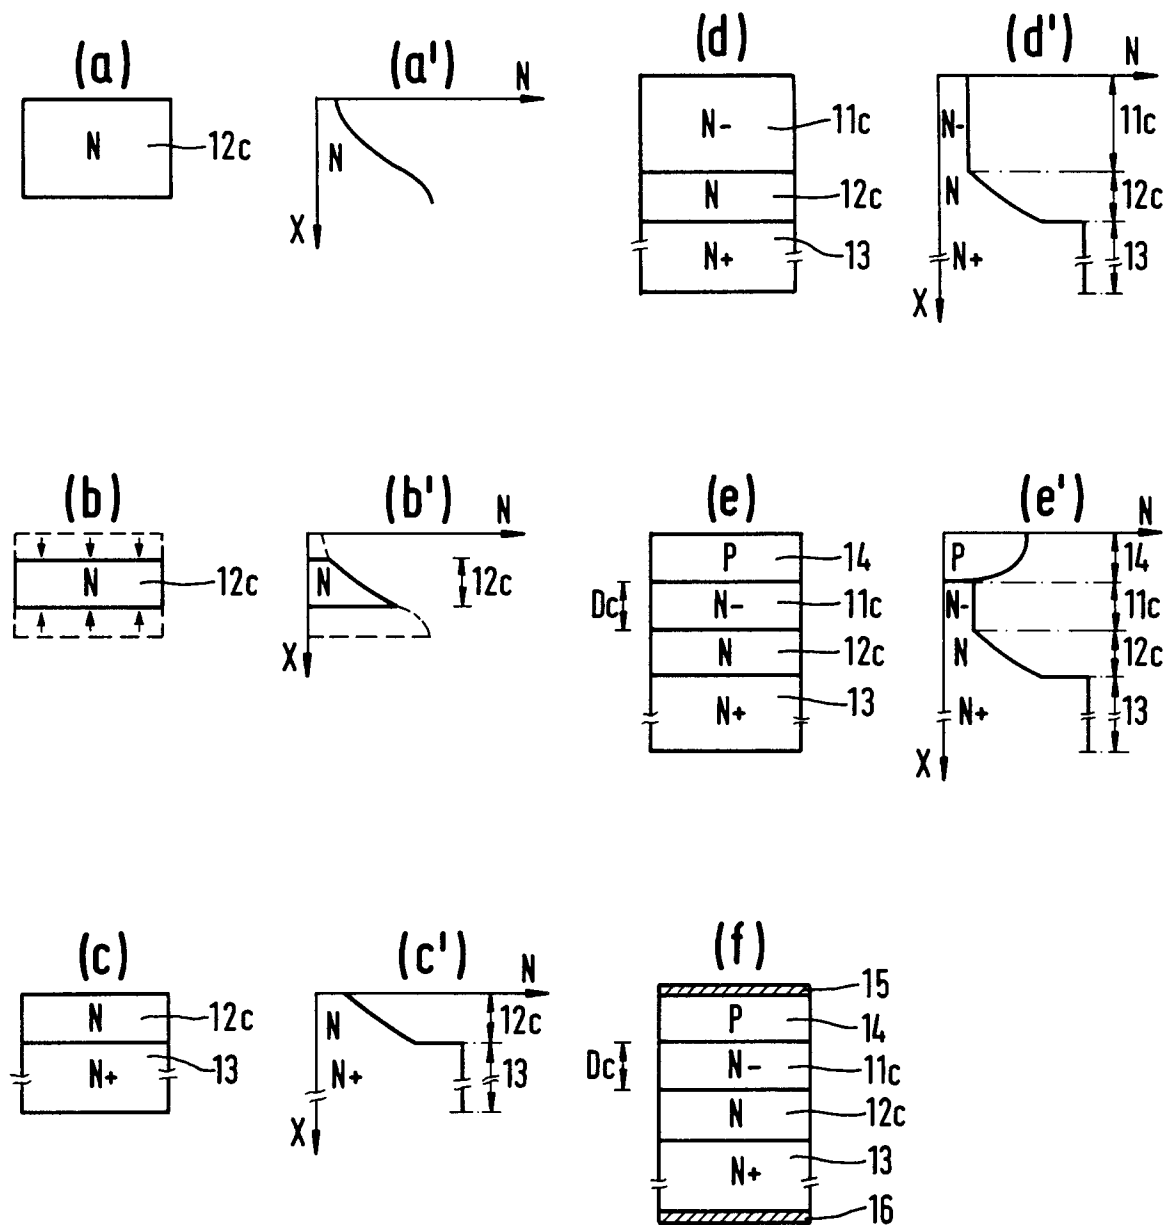 (a)
N
12c
(a')
N
N
X
(d)
N-
11c
N
12c
N+
13
(d')
N
N-
11c
N
12c
N+
13
X
(b)
N
12c
(b')
N
N
12c
X
(e)
P
14
Dc
N-
11c
N
12c
N+
13
(e')
N
P
14
N-
11c
N
12c
N+
13
X
(c)
N
12c
N+
13
(c')
N
N
12c
N+
13
X
(f)
15
P
14
Dc
N-
11c
N
12c
N+
13
16